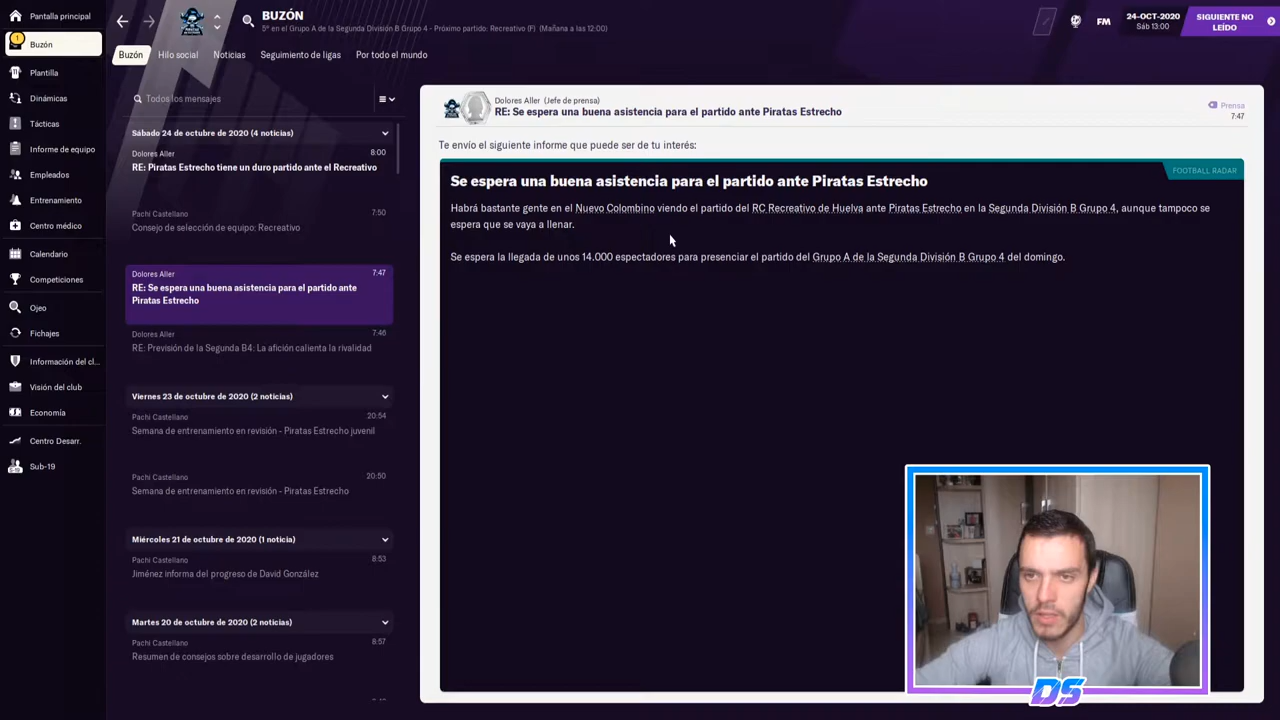 Pantalla principal
Buzón
1
Plantilla
Dinámicas
Tácticas
Informe de equipo
Empleados
Entrenamiento
Centro médico
Calendario
Competiciones
Ojeo
Fichajes
Información del cl...
Visión del club
Economía
Centro Desarr.
Sub-19
BUZÓN
5º en el Grupo A de la Segunda División B Grupo 4 - Próximo partido: Recreativo (F) (Mañana a las 12:00)
FM
24-OCT-2020
Sáb 13:00
SIGUIENTE NO
LEÍDO
Buzón
Hilo social
Noticias
Seguimiento de ligas
Por todo el mundo
Todos los mensajes
Sábado 24 de octubre de 2020 (4 noticias)
Dolores Aller 8:00
RE: Piratas Estrecho tiene un duro partido ante el Recreativo
Pachi Castellano 7:50
Consejo de selección de equipo: Recreativo
Dolores Aller 7:47
RE: Se espera una buena asistencia para el partido ante
Piratas Estrecho
Dolores Aller 7:46
RE: Previsión de la Segunda B4: La afición calienta la rivalidad
Viernes 23 de octubre de 2020 (2 noticias)
Pachi Castellano 20:54
Semana de entrenamiento en revisión - Piratas Estrecho juvenil
Pachi Castellano 20:50
Semana de entrenamiento en revisión - Piratas Estrecho
Miércoles 21 de octubre de 2020 (1 noticia)
Pachi Castellano 8:53
Jiménez informa del progreso de David González
Martes 20 de octubre de 2020 (2 noticias)
Pachi Castellano 8:57
Resumen de consejos sobre desarrollo de jugadores
Dolores Aller (Jefe de prensa)
RE: Se espera una buena asistencia para el partido ante Piratas Estrecho
Prensa
7:47
Te envío el siguiente informe que puede ser de tu interés:
FOOTBALL RADAR
Se espera una buena asistencia para el partido ante Piratas Estrecho
Habrá bastante gente en el Nuevo Colombino viendo el partido del RC Recreativo de Huelva ante Piratas Estrecho en la Segunda División B Grupo 4, aunque tampoco se
espera que se vaya a llenar.
Se espera la llegada de unos 14.000 espectadores para presenciar el partido del Grupo A de la Segunda División B Grupo 4 del domingo.
DS